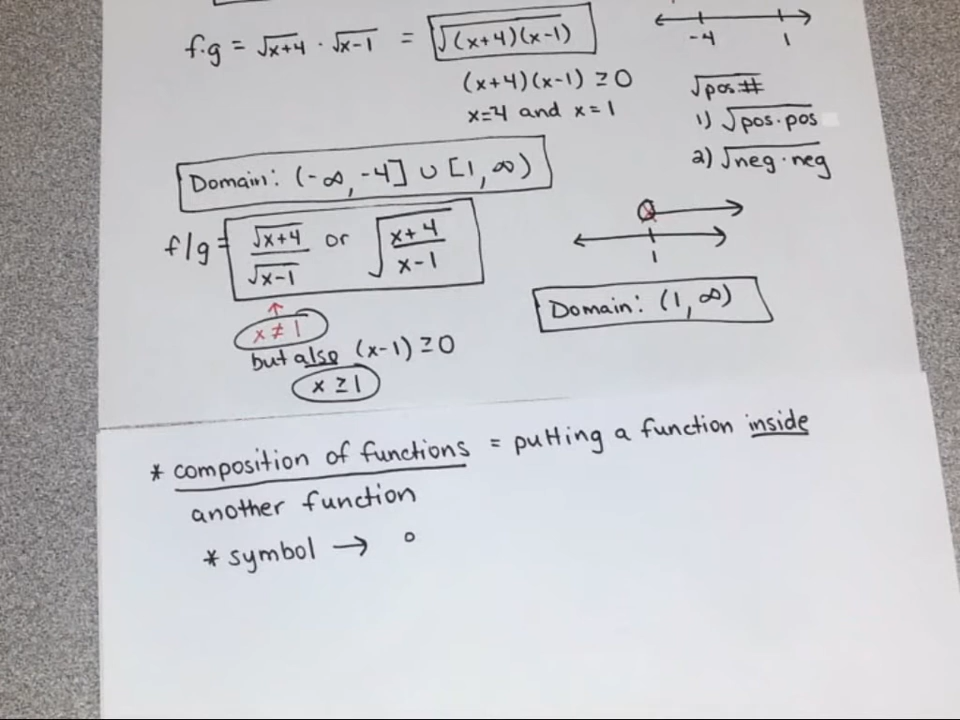 f·g = √x+4 · √x-1 = √(x+4)(x-1)
-4 1
(x+4)(x-1) ≥ 0
x=-4 and x=1
√pos #
1) √pos·pos
2) √neg·neg
Domain: (-∞, -4] ∪ [1, ∞)
f/g = √x+4 / √x-1 or √(x+4 / x-1)
1
Domain: (1, ∞)
↑
x ≠ 1
but also (x-1) ≥ 0
x ≥ 1
* composition of functions = putting a function inside
another function
* symbol → °